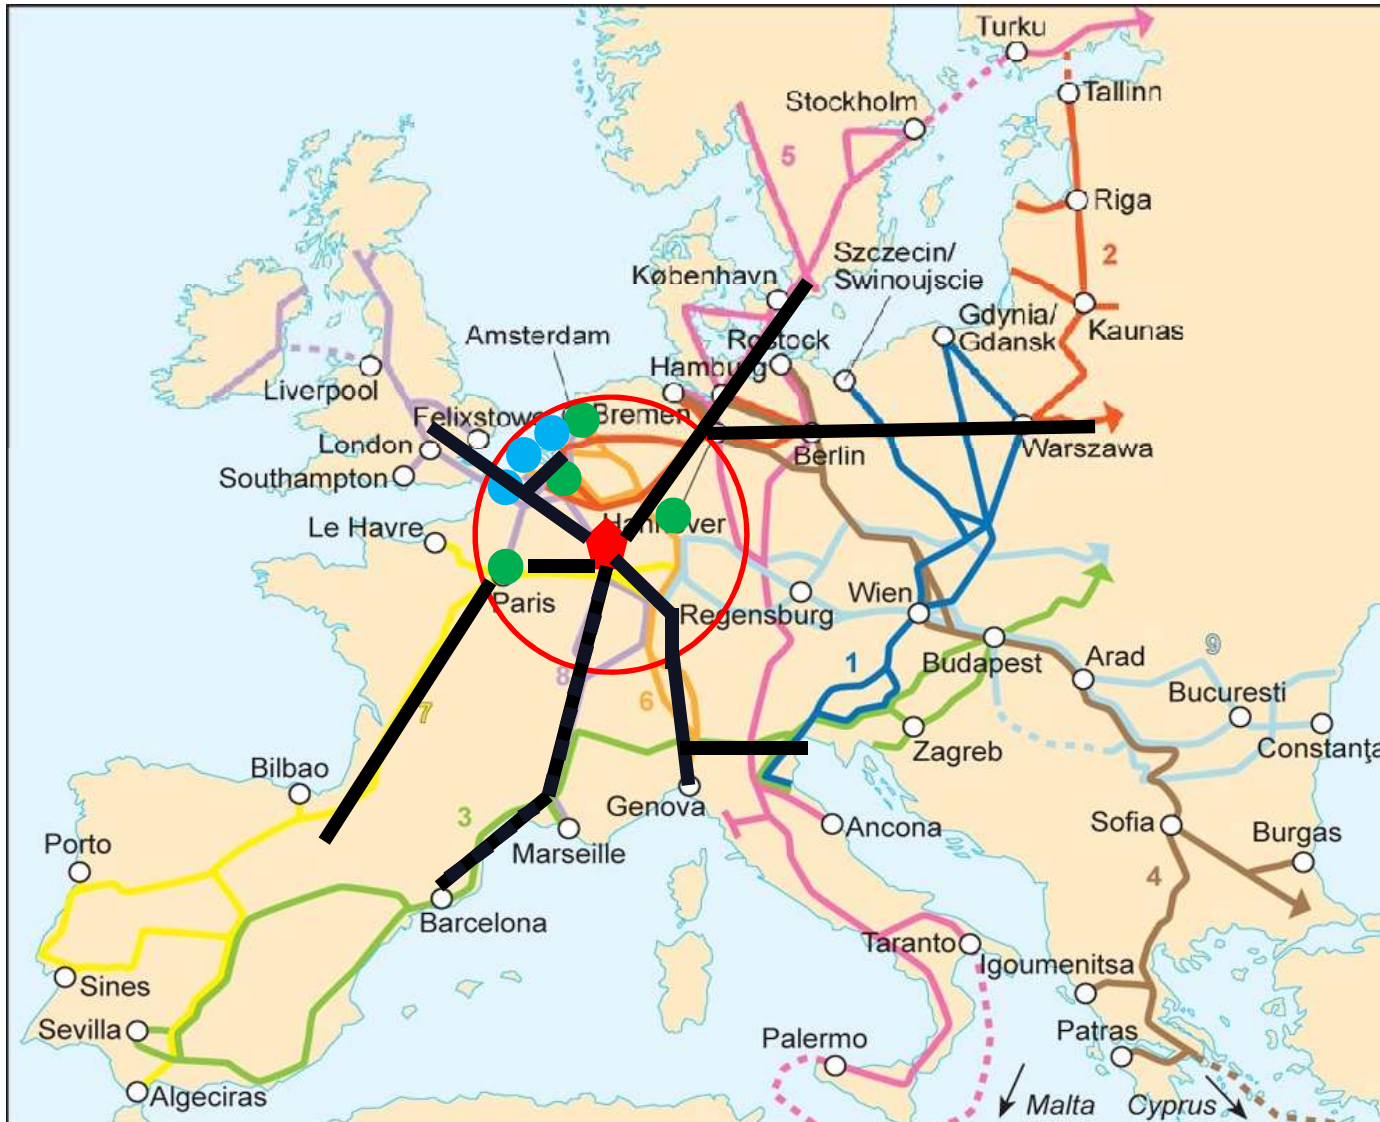 Turku
Tallinn
Stockholm
5
Riga
2
Szczecin/
Swinoujscie
København
Gdynia/
Gdansk
Kaunas
Amsterdam
Rostock
Hamburg
Liverpool
Felixstowe
Bremen
London
Warszawa
Berlin
Southampton
Le Havre
Hannover
Paris
Regensburg
Wien
Budapest
Arad
9
8
1
6
Bucuresti
7
Zagreb
Constanţa
Bilbao
Genova
3
Ancona
Sofia
Burgas
Porto
Marseille
4
Barcelona
Taranto
Igoumenitsa
Sines
Sevilla
Palermo
Patras
Algeciras
Malta
Cyprus